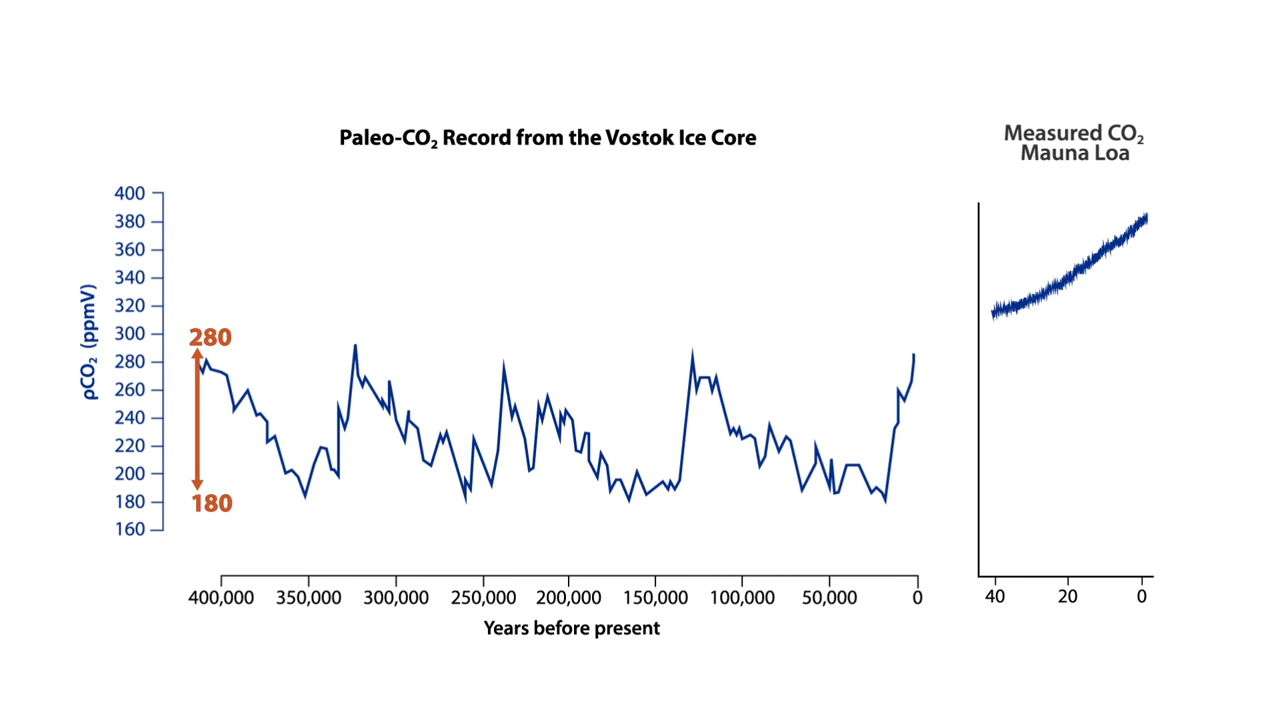 Paleo-CO₂ Record from the Vostok Ice Core
Measured CO₂
Mauna Loa
ρCO₂ (ppmV)
400
380
360
340
320
300
280
260
240
220
200
180
160
280
180
400,000 350,000 300,000 250,000 200,000 150,000 100,000 50,000 0
Years before present
40 20 0